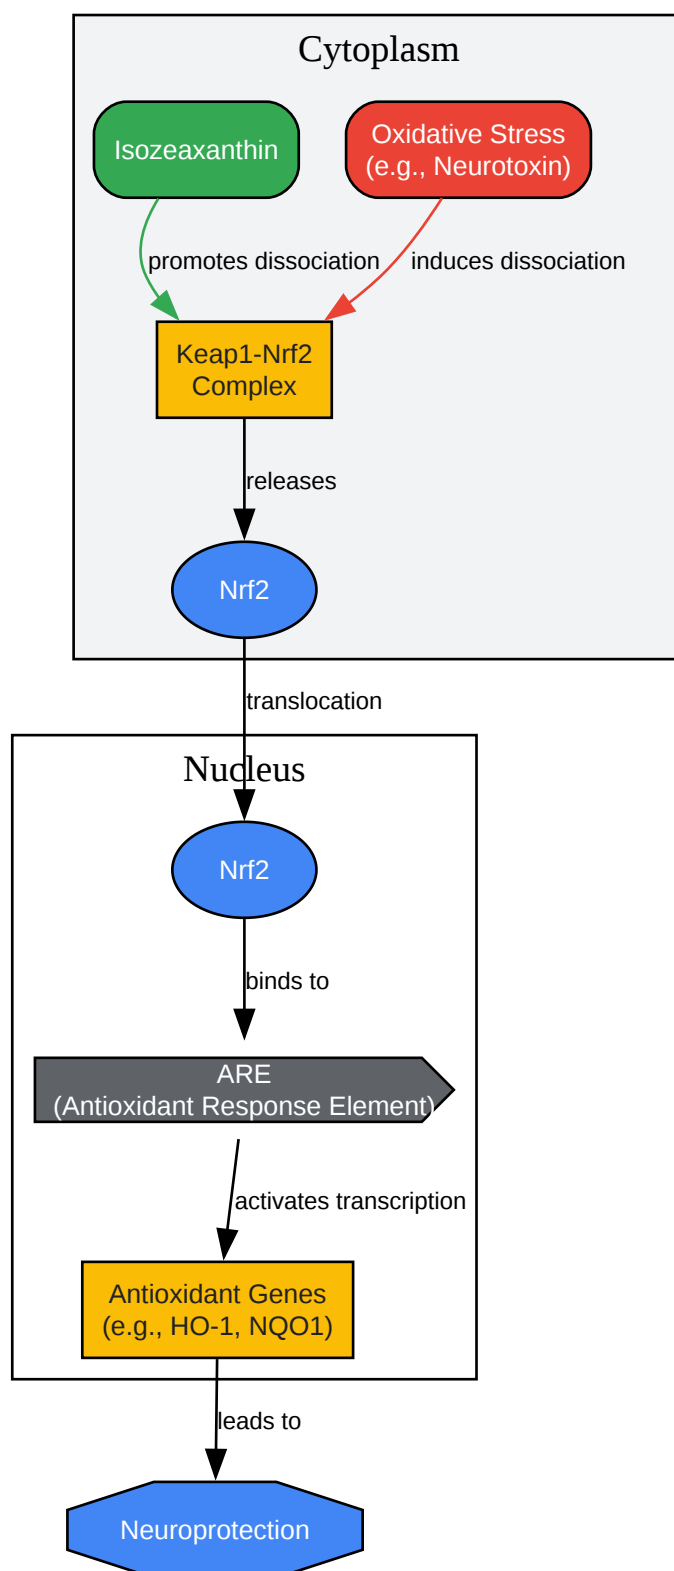 Cytoplasm
Isozeaxanthin
Oxidative Stress
(e.g., Neurotoxin)
promotes dissociation
induces dissociation
Keap1-Nrf2
Complex
releases
Nrf2
translocation
Nucleus
Nrf2
binds to
ARE
(Antioxidant Response Element)
activates transcription
Antioxidant Genes
(e.g., HO-1, NQO1)
leads to
Neuroprotection